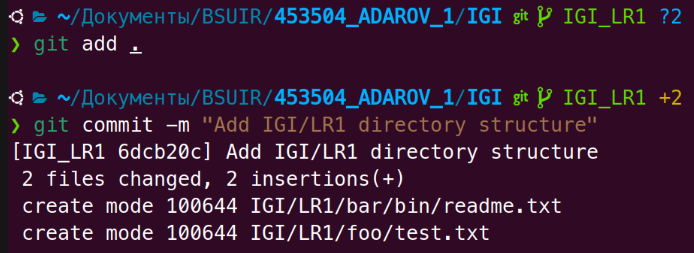 ~/Документы/BSUIR/453504_ADAROV_1/IGI git IGI_LR1 ?2
❯ git add .
~/Документы/BSUIR/453504_ADAROV_1/IGI git IGI_LR1 +2
❯ git commit -m "Add IGI/LR1 directory structure"
[IGI_LR1 6dcb20c] Add IGI/LR1 directory structure
2 files changed, 2 insertions(+)
create mode 100644 IGI/LR1/bar/bin/readme.txt
create mode 100644 IGI/LR1/foo/test.txt